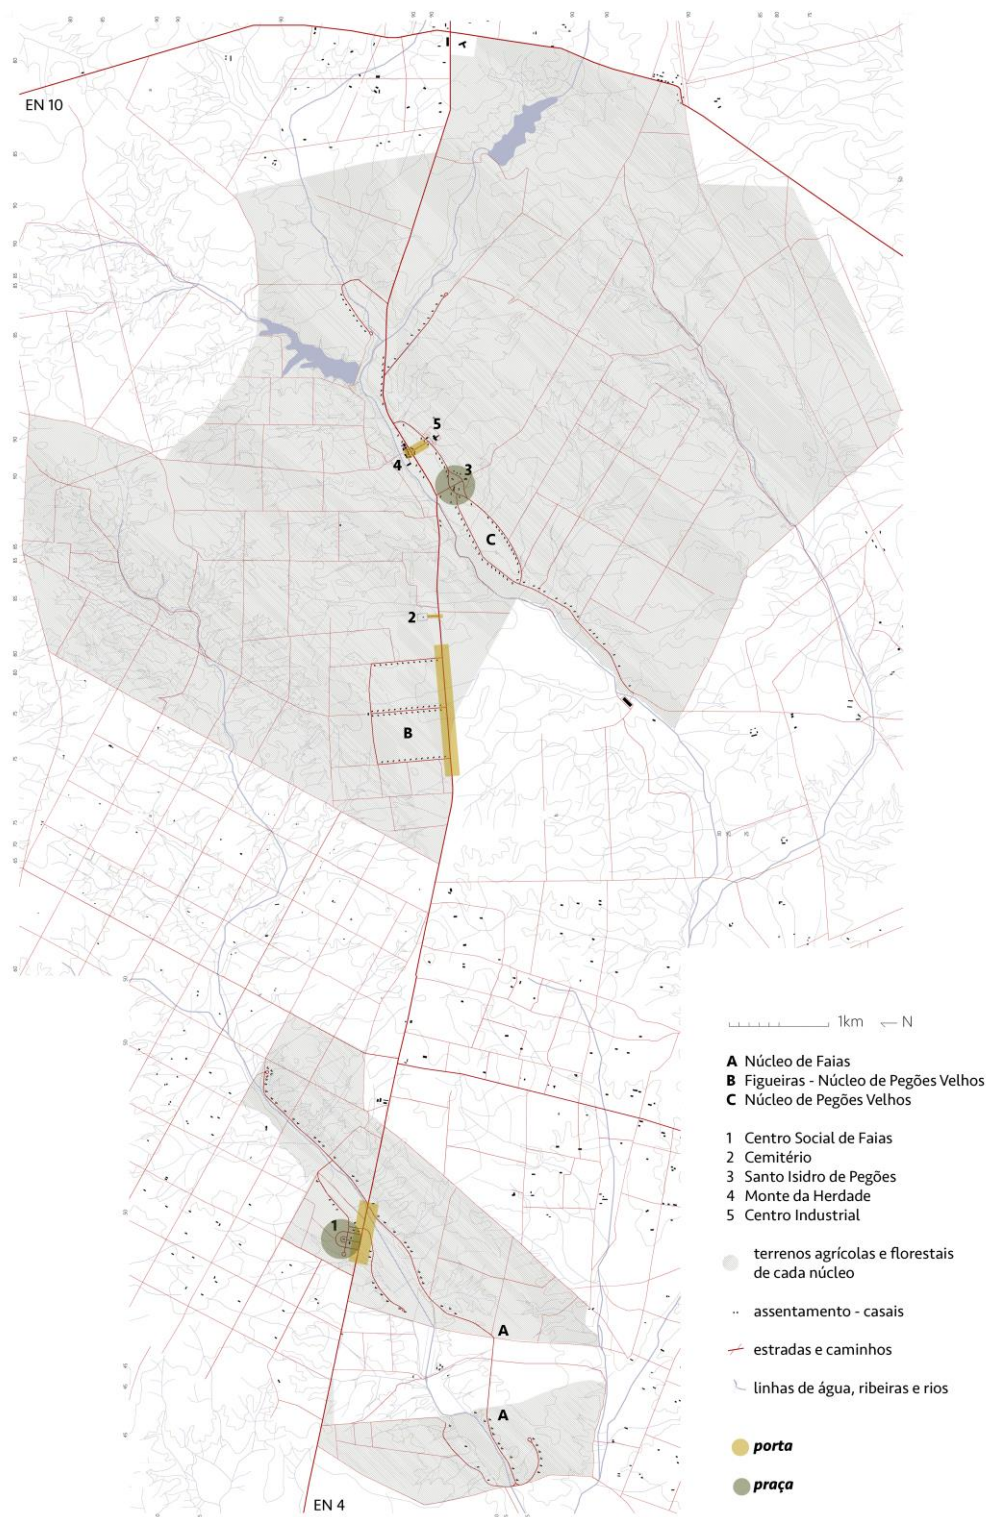 EN 10
5
4
3
C
2
B
1km ← N
A Núcleo de Faias
B Figueiras - Núcleo de Pegões Velhos
C Núcleo de Pegões Velhos
1 Centro Social de Faias
2 Cemitério
3 Santo Isidro de Pegões
4 Monte da Herdade
5 Centro Industrial
terrenos agrícolas e florestais
de cada núcleo
assentamento - casais
estradas e caminhos
linhas de água, ribeiras e rios
porta
praça
1
A
A
EN 4